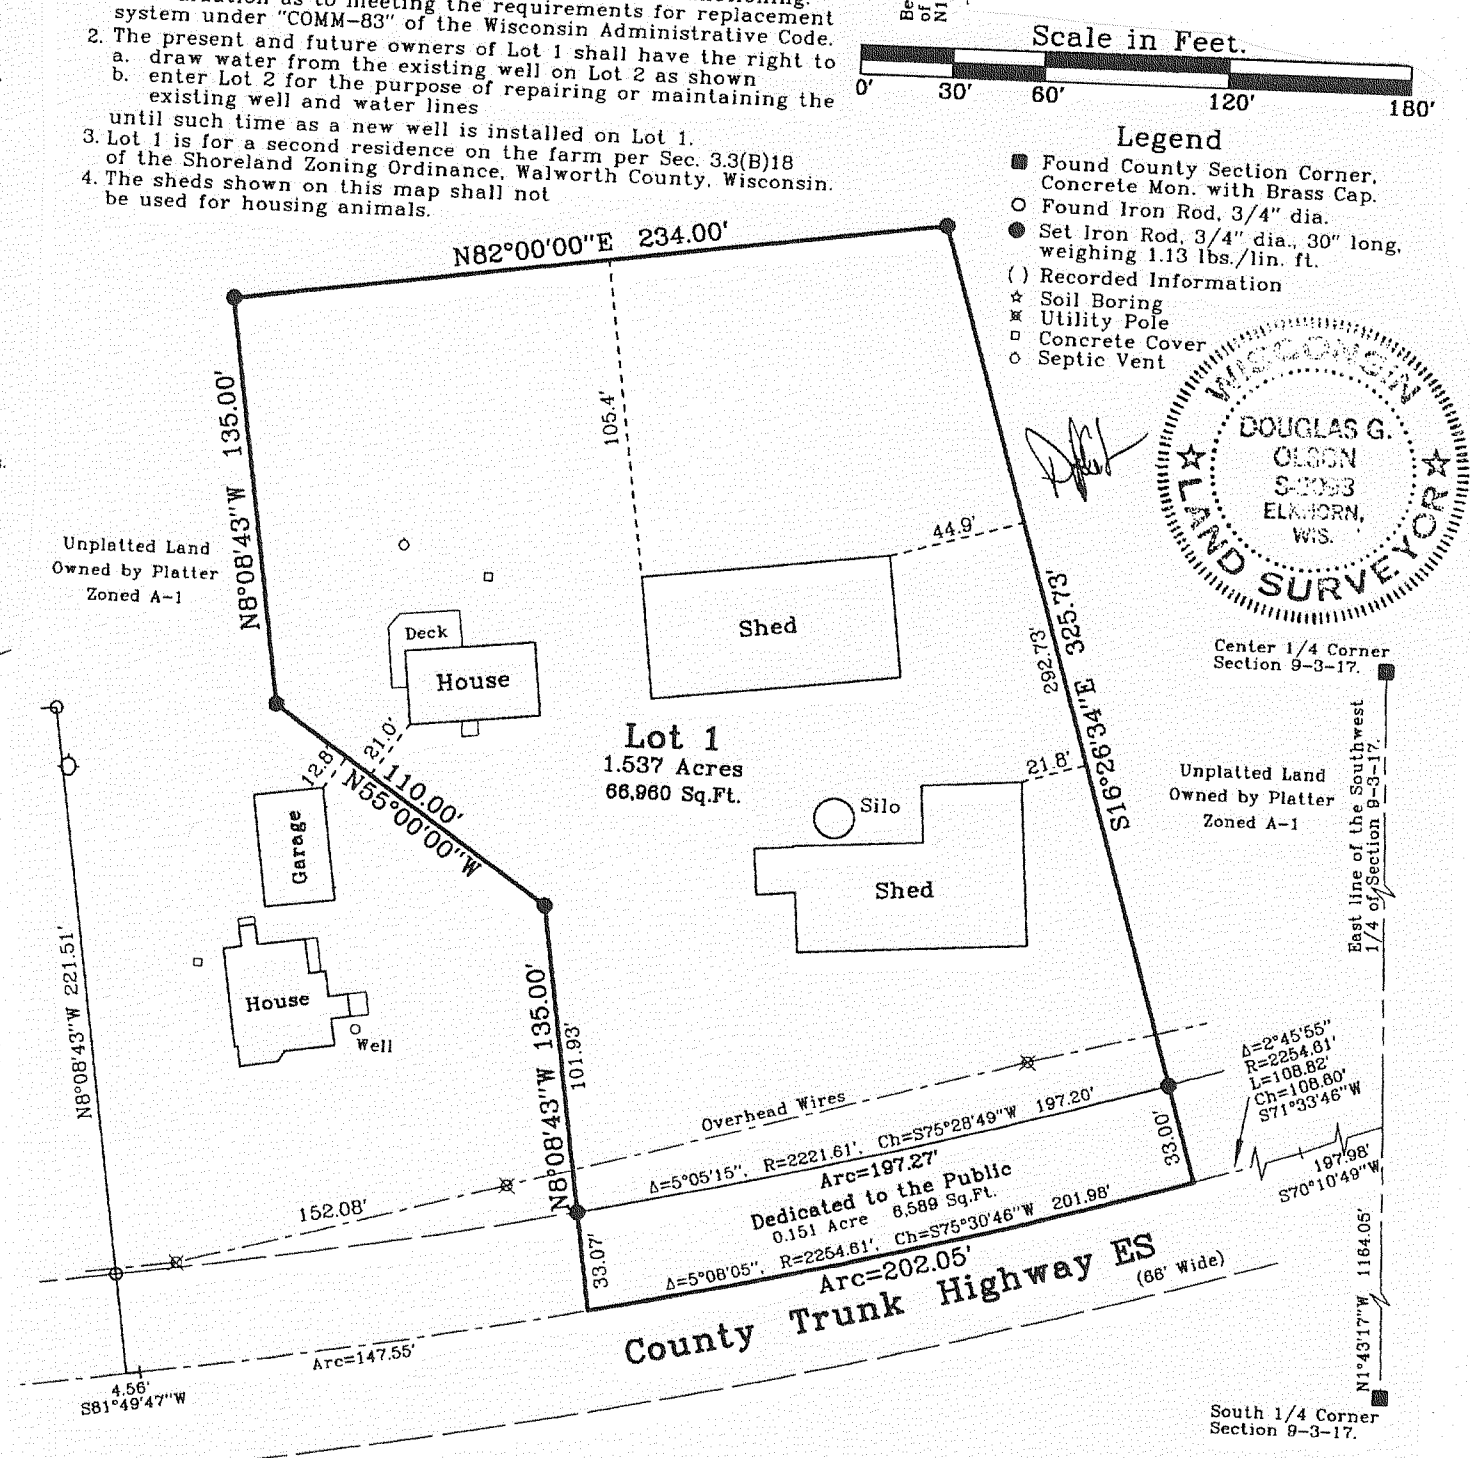 as to meeting the requirements for replacement
system under "COMM-83" of the Wisconsin Administrative Code.
2. The present and future owners of Lot 1 shall have the right to
a. draw water from the existing well on Lot 2 as shown
b. enter Lot 2 for the purpose of repairing or maintaining the
existing well and water lines
until such time as a new well is installed on Lot 1.
3. Lot 1 is for a second residence on the farm per Sec. 3.3(B)18
of the Shoreland Zoning Ordinance, Walworth County, Wisconsin.
4. The sheds shown on this map shall not
be used for housing animals.
Be
of
N1
Scale in Feet.
0' 30' 60' 120' 180'
Legend
Found County Section Corner,
Concrete Mon. with Brass Cap.
Found Iron Rod, 3/4" dia.
Set Iron Rod, 3/4" dia., 30" long,
weighing 1.13 lbs./lin. ft.
( ) Recorded Information
Soil Boring
Utility Pole
Concrete Cover
Septic Vent
WISCONSIN
DOUGLAS G.
OLSON
ELKHORN,
WIS.
LAND SURVEYOR
N82°00'00"E 234.00'
N8°08'43"W 135.00'
105.4'
44.9'
Unplatted Land
Owned by Platter
Zoned A-1
Deck
House
Shed
S16°26'34"E 325.73'
292.73'
Center 1/4 Corner
Section 9-3-17.
Lot 1
1.537 Acres
66,960 Sq.Ft.
21.0'
12.8'
110.00'
N55°00'00"W
21.8'
Unplatted Land
Owned by Platter
Zoned A-1
East line of the Southwest
1/4 of Section 9-3-17.
Garage
Silo
Shed
N8°08'43"W 221.51'
House
Well
N8°08'43"W 135.00'
101.93'
Overhead Wires
Δ=2°45'55"
R=2254.61'
L=108.82'
Ch=108.80'
S71°33'46"W
Δ=5°05'15", R=2221.61', Ch=S75°28'49"W 197.20'
Arc=197.27'
Dedicated to the Public
0.151 Acre 6,589 Sq.Ft.
Δ=5°08'05", R=2254.61', Ch=S75°30'46"W 201.98'
Arc=202.05'
33.00'
197.98'
S70°10'49"W
152.08'
33.07'
County Trunk Highway ES
(66' Wide)
Arc=147.55'
4.56'
S81°49'47"W
N1°43'17"W 1164.05'
South 1/4 Corner
Section 9-3-17.